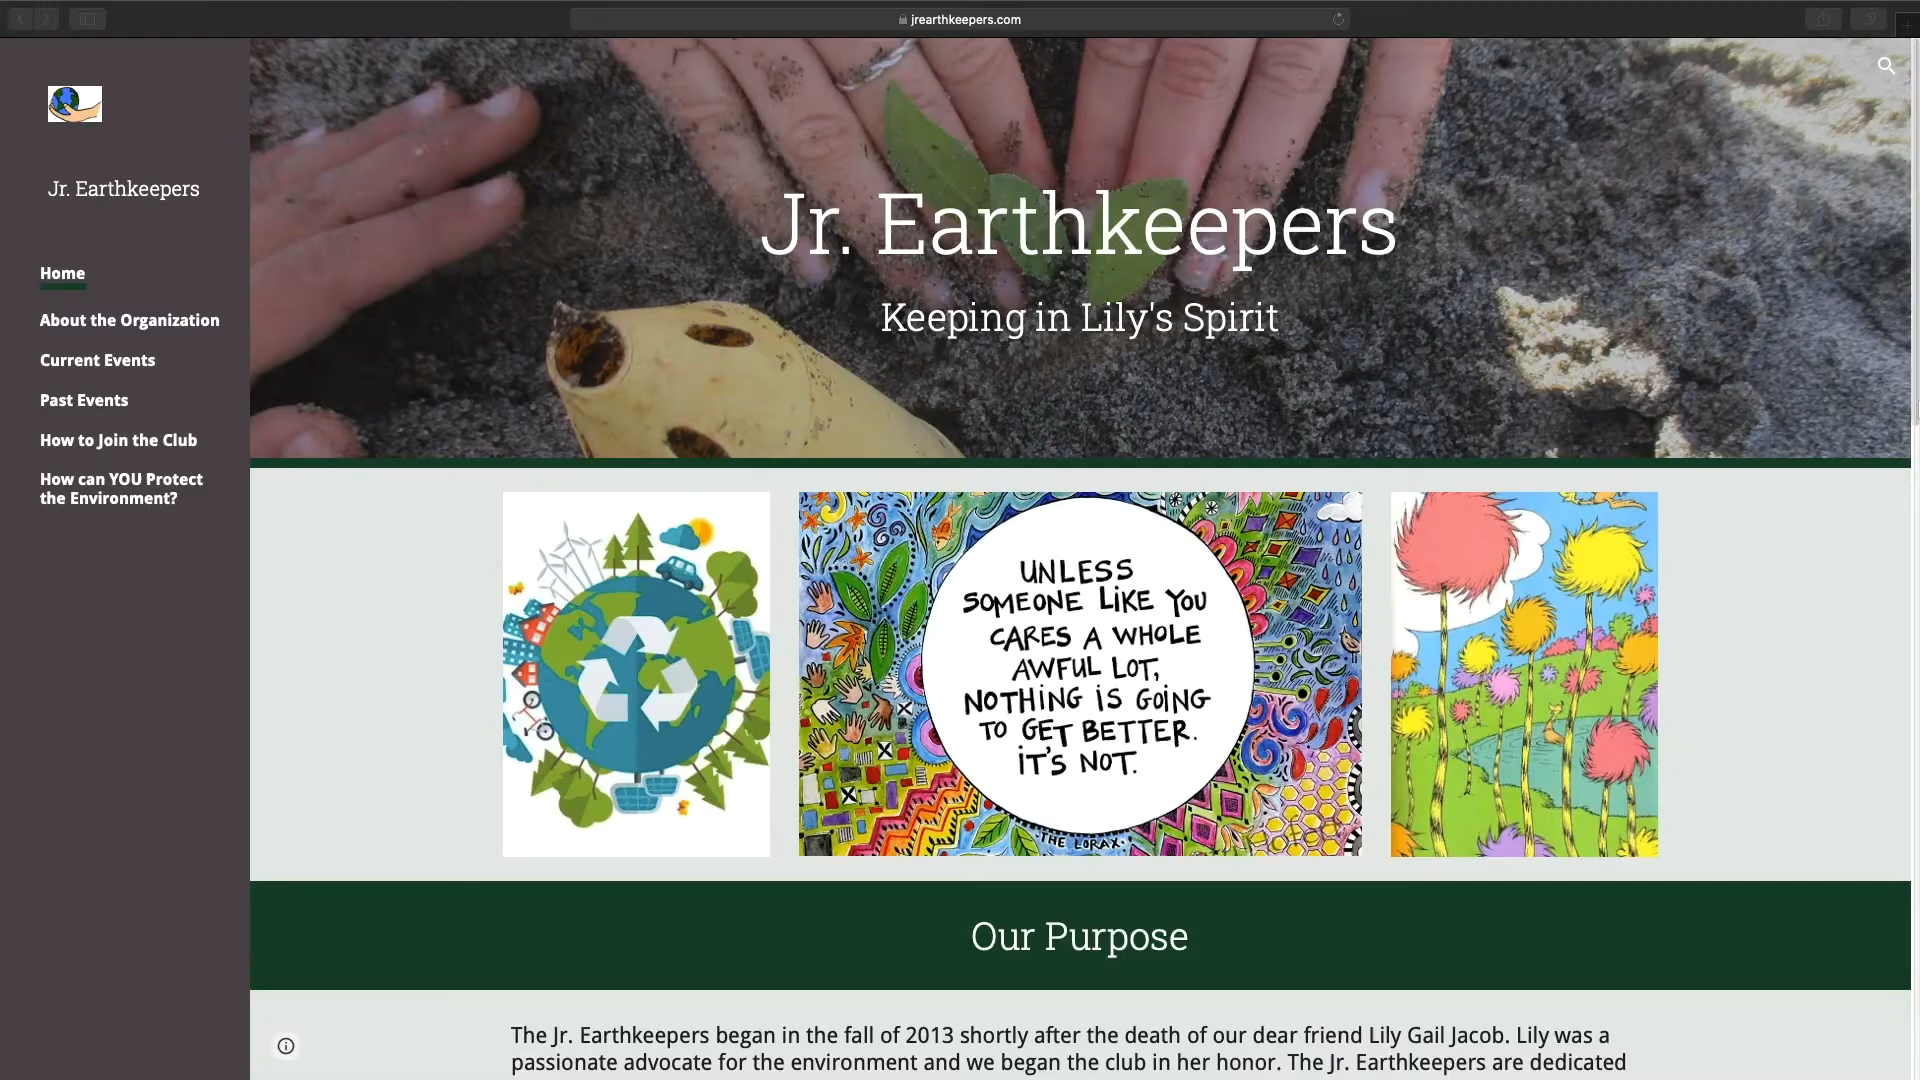 jrearthkeepers.com
Jr. Earthkeepers
Home
About the Organization
Current Events
Past Events
How to Join the Club
How can YOU Protect
the Environment?
Jr. Earthkeepers
Keeping in Lily's Spirit
UNLESS
SOMEONE LIKE YOU
CARES A WHOLE
AWFUL LOT,
NOTHING IS GOING
TO GET BETTER.
IT'S NOT.
·THE LORAX·
Our Purpose
The Jr. Earthkeepers began in the fall of 2013 shortly after the death of our dear friend Lily Gail Jacob. Lily was a
passionate advocate for the environment and we began the club in her honor. The Jr. Earthkeepers are dedicated